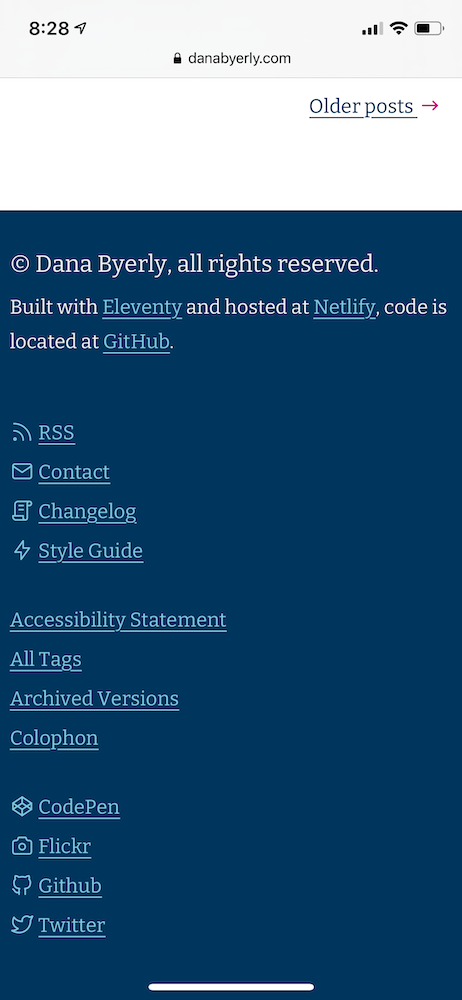 8:28
danabyerly.com
Older posts →
© Dana Byerly, all rights reserved.
Built with Eleventy and hosted at Netlify, code is
located at GitHub.
RSS
Contact
Changelog
Style Guide
Accessibility Statement
All Tags
Archived Versions
Colophon
CodePen
Flickr
Github
Twitter